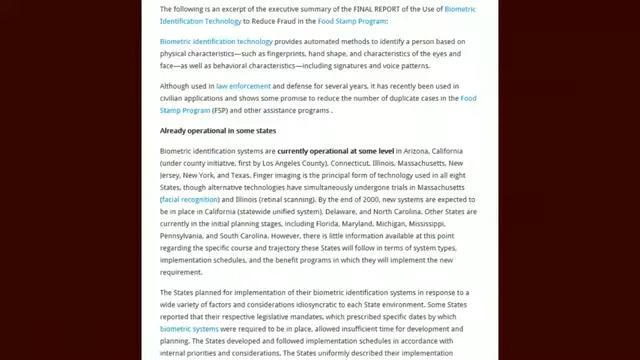 The following is an excerpt of the executive summary of the FINAL REPORT of the Use of Biometric
Identification Technology to Reduce Fraud in the Food Stamp Program:
Biometric identification technology provides automated methods to identify a person based on
physical characteristics—such as fingerprints, hand shape, and characteristics of the eyes and
face—as well as behavioral characteristics—including signatures and voice patterns.
Although used in law enforcement and defense for several years, it has recently been used in
civilian applications and shows some promise to reduce the number of duplicate cases in the Food
Stamp Program (FSP) and other assistance programs .
Already operational in some states
Biometric identification systems are currently operational at some level in Arizona, California
(under county initiative, first by Los Angeles County), Connecticut, Illinois, Massachusetts, New
Jersey, New York, and Texas. Finger imaging is the principal form of technology used in all eight
States, though alternative technologies have simultaneously undergone trials in Massachusetts
(facial recognition) and Illinois (retinal scanning). By the end of 2000, new systems are expected to
be in place in California (statewide unified system), Delaware, and North Carolina. Other States are
currently in the initial planning stages, including Florida, Maryland, Michigan, Mississippi,
Pennsylvania, and South Carolina. However, there is little information available at this point
regarding the specific course and trajectory these States will follow in terms of system types,
implementation schedules, and the benefit programs in which they will implement the new
requirement.
The States planned for implementation of their biometric identification systems in response to a
wide variety of factors and considerations idiosyncratic to each State environment. Some States
reported that their respective legislative mandates, which prescribed specific dates by which
biometric systems were required to be in place, allowed insufficient time for development and
planning. The States developed and followed implementation schedules in accordance with
internal priorities and considerations. The States uniformly described their implementation